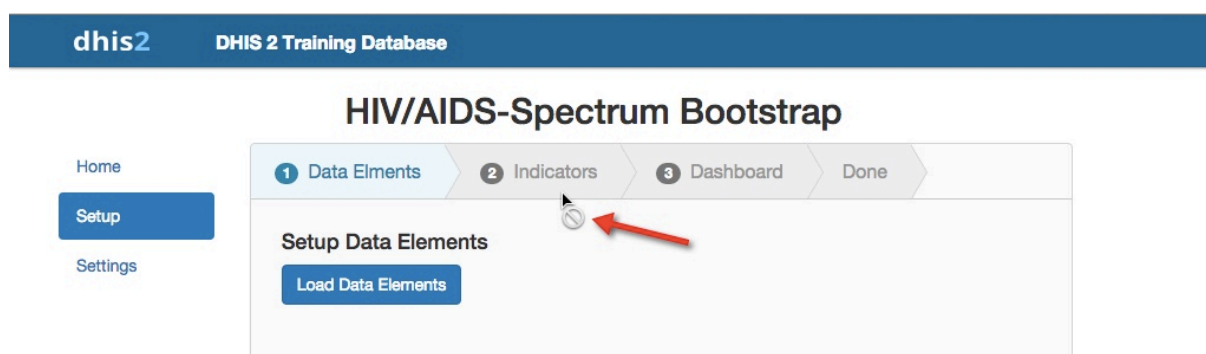 dhis2 DHIS 2 Training Database
HIV/AIDS-Spectrum Bootstrap
Home
Setup
Settings
1 Data Elments 2 Indicators 3 Dashboard Done
Setup Data Elements
Load Data Elements